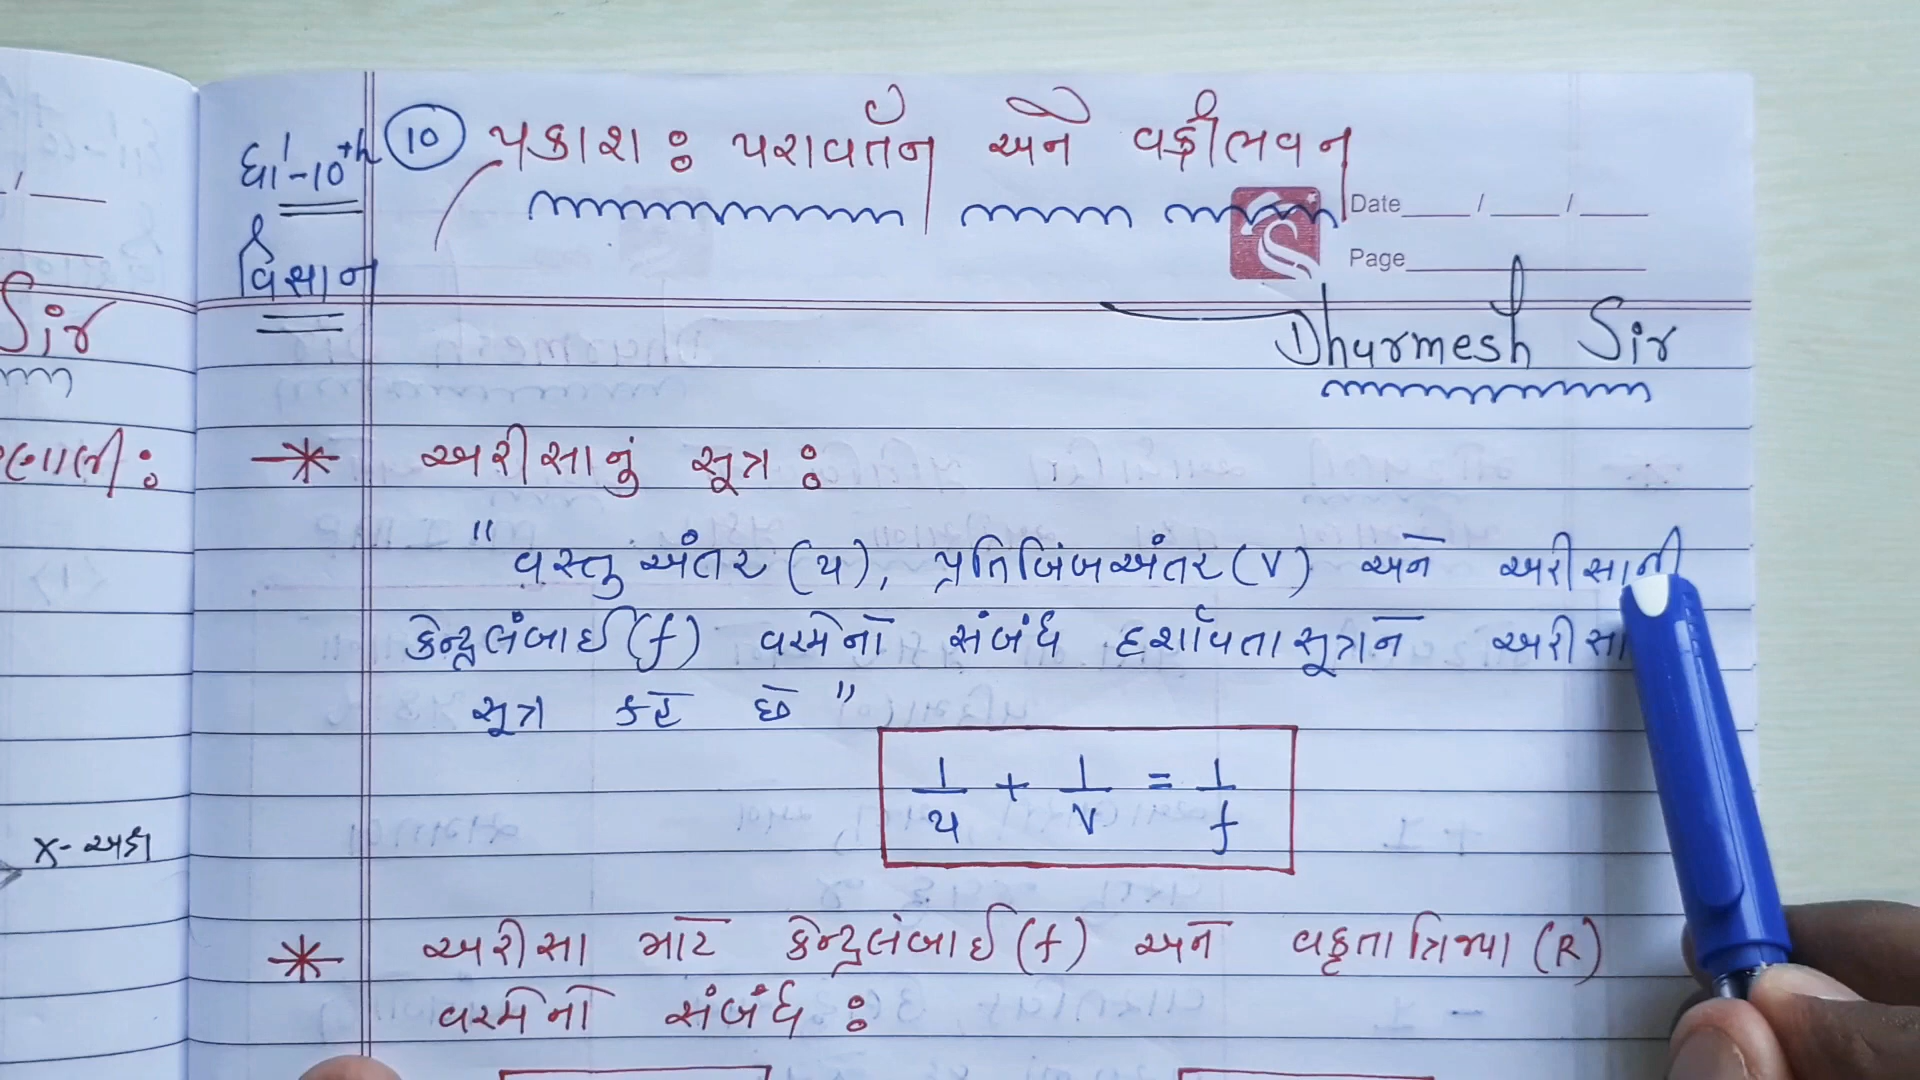 Sir
ધો-10th
વિજ્ઞાન
10 પ્રકાશ : પરાવર્તન અને વક્રીભવન
Date / /
Page
Dharmesh Sir
* અરીસાનું સૂત્ર :
" વસ્તુઅંતર (u), પ્રતિબિંબઅંતર (v) અને અરીસાની
કેન્દ્રલંબાઈ (f) વચ્ચેનો સંબંધ દર્શાવતા સૂત્રને અરીસા
સૂત્ર કહે છે "
1/u + 1/v = 1/f
x-અક્ષ
* અરીસા માટે કેન્દ્રલંબાઈ (f) અને વક્રતાત્રિજ્યા (R)
વચ્ચેનો સંબંધ :